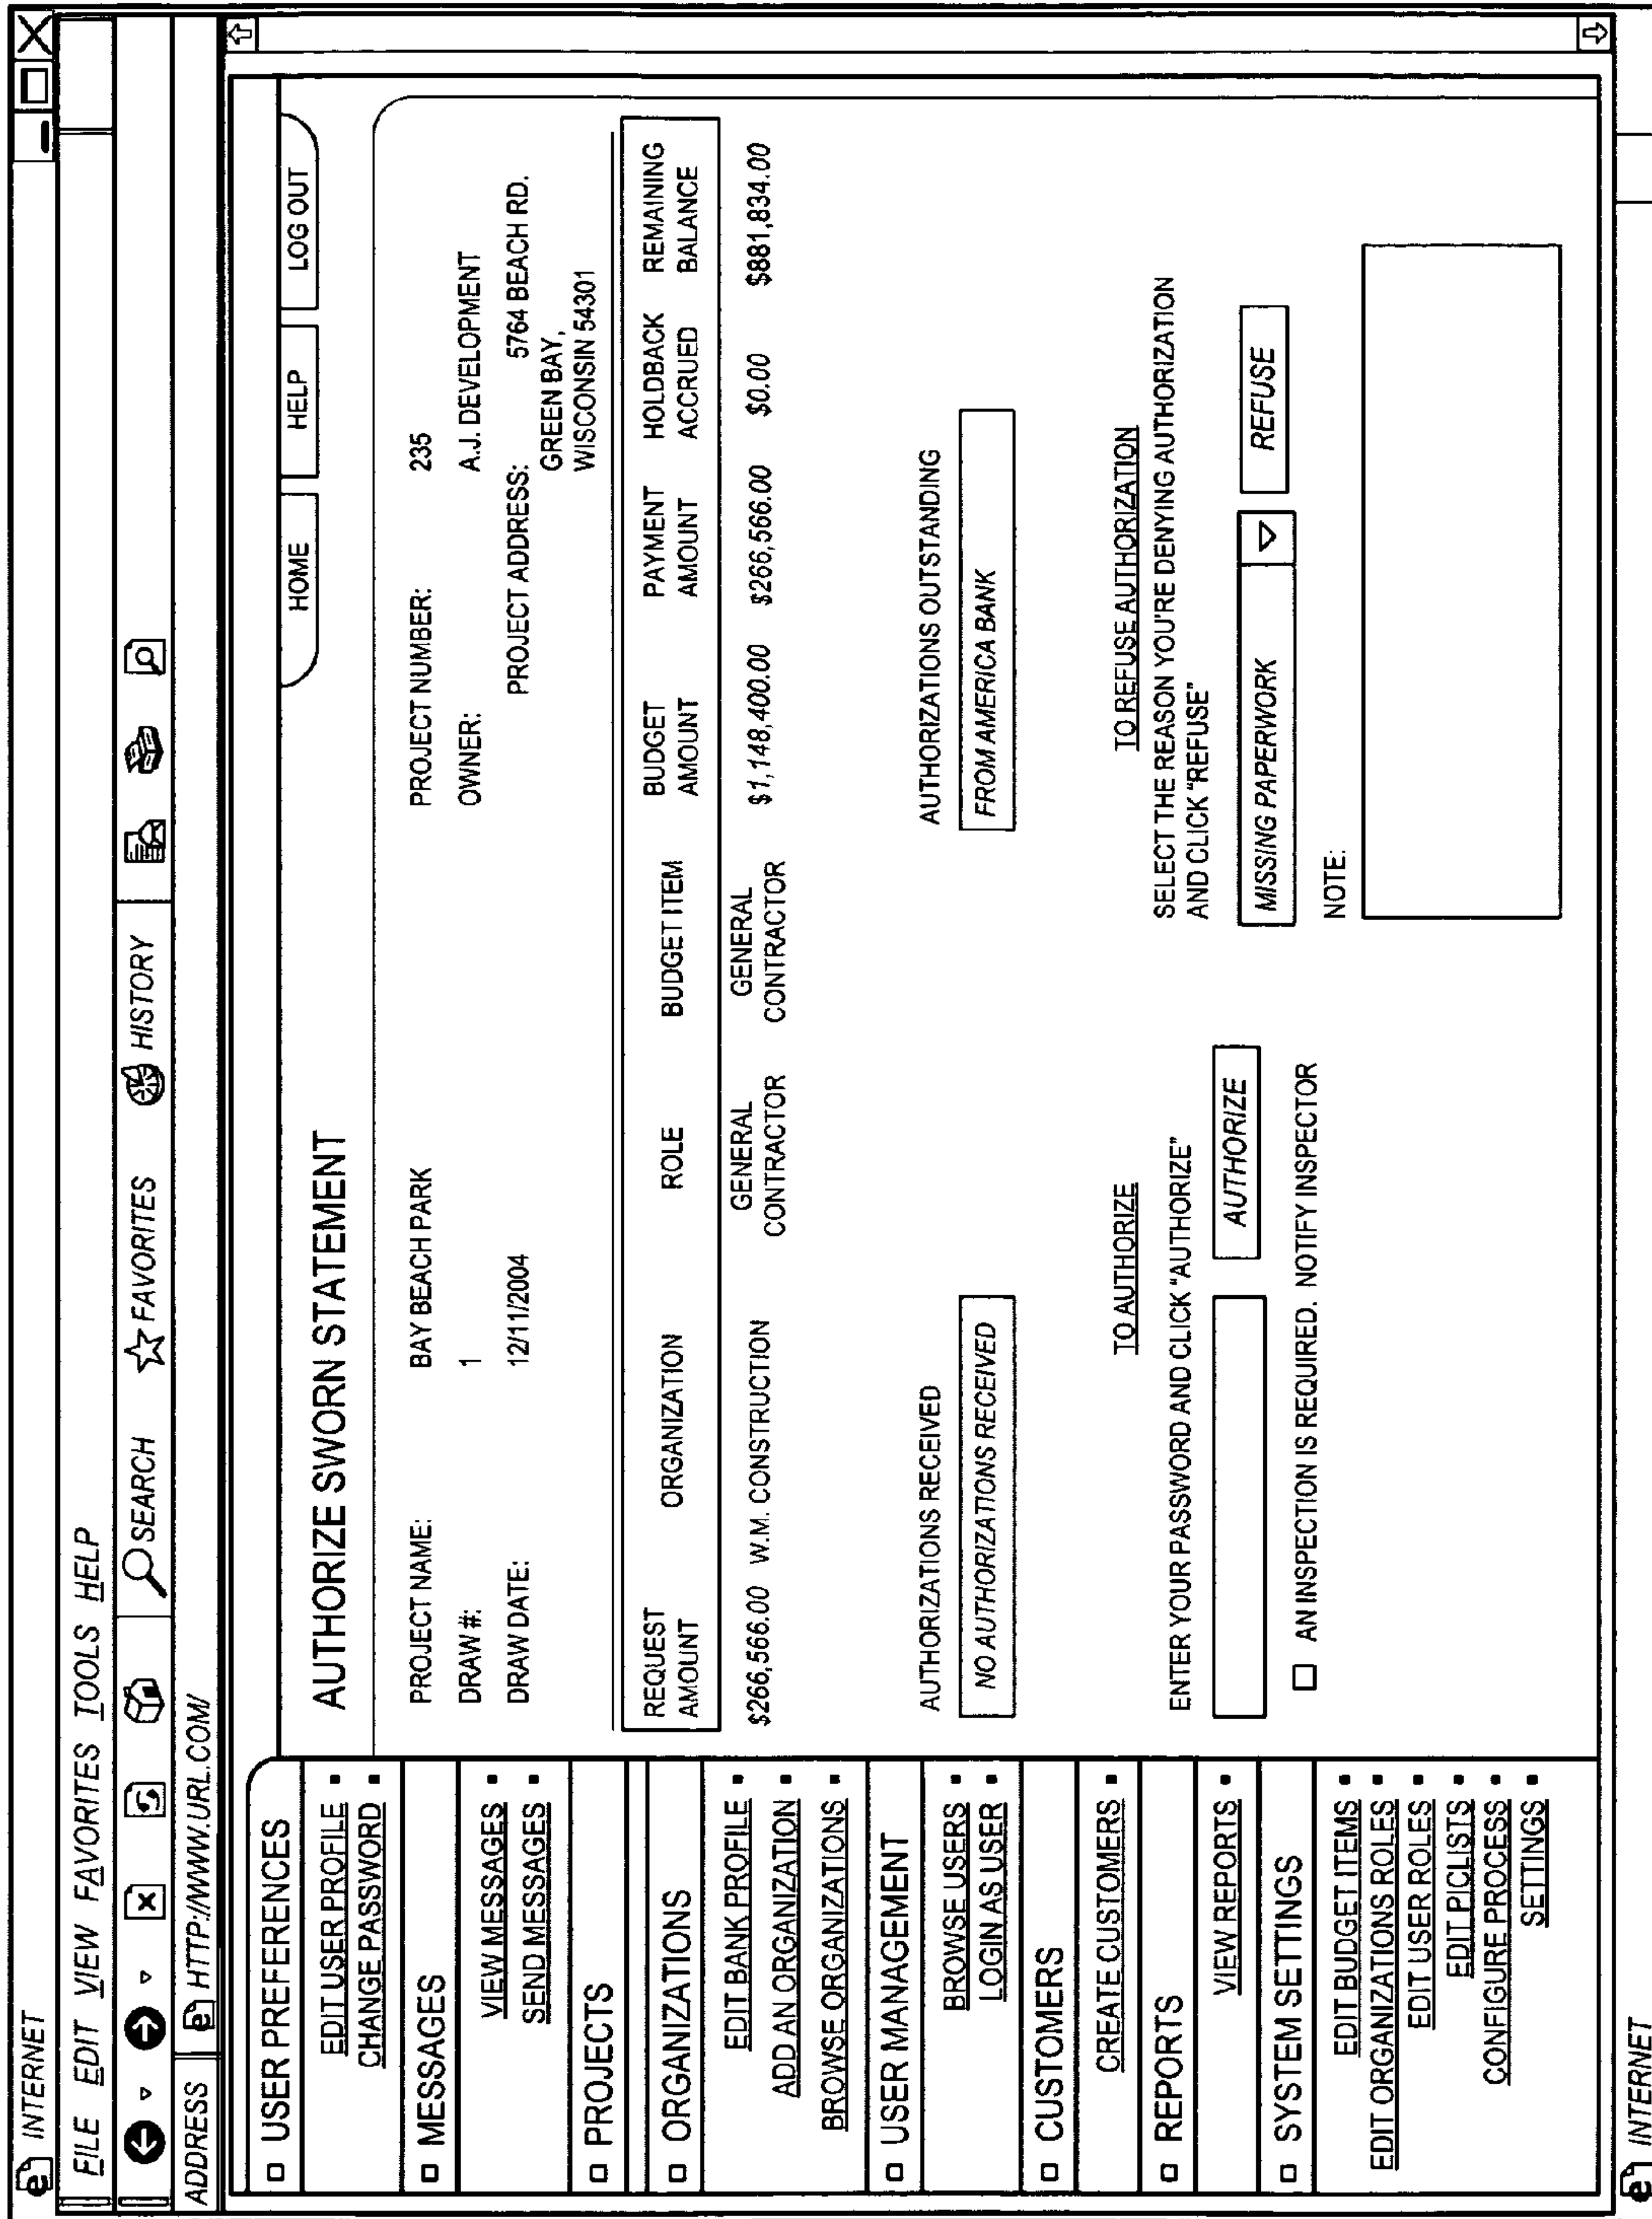 INTERNET
FILE EDIT VIEW FAVORITES TOOLS HELP
SEARCH FAVORITES HISTORY
ADDRESS HTTP://WWW.URL.COM/
HOME HELP LOG OUT
USER PREFERENCES
EDIT USER PROFILE
CHANGE PASSWORD
MESSAGES
VIEW MESSAGES
SEND MESSAGES
PROJECTS
ORGANIZATIONS
EDIT BANK PROFILE
ADD AN ORGANIZATION
BROWSE ORGANIZATIONS
USER MANAGEMENT
BROWSE USERS
LOGIN AS USER
CUSTOMERS
CREATE CUSTOMERS
REPORTS
VIEW REPORTS
SYSTEM SETTINGS
EDIT BUDGET ITEMS
EDIT ORGANIZATIONS ROLES
EDIT USER ROLES
EDIT PICLISTS
CONFIGURE PROCESS
SETTINGS
AUTHORIZE SWORN STATEMENT
PROJECT NAME: BAY BEACH PARK PROJECT NUMBER: 235
DRAW #: 1 OWNER: A.J. DEVELOPMENT
DRAW DATE: 12/11/2004 PROJECT ADDRESS: 5764 BEACH RD.
GREEN BAY,
WISCONSIN 54301
REQUEST ORGANIZATION ROLE BUDGET ITEM BUDGET PAYMENT HOLDBACK REMAINING
AMOUNT AMOUNT AMOUNT ACCRUED BALANCE
GENERAL GENERAL
$266,566.00 W.M. CONSTRUCTION CONTRACTOR CONTRACTOR $1,148,400.00 $266,566.00 $0.00 $881,834.00
AUTHORIZATIONS RECEIVED AUTHORIZATIONS OUTSTANDING
NO AUTHORIZATIONS RECEIVED FROM AMERICA BANK
TO AUTHORIZE TO REFUSE AUTHORIZATION
ENTER YOUR PASSWORD AND CLICK "AUTHORIZE" SELECT THE REASON YOU'RE DENYING AUTHORIZATION
AND CLICK "REFUSE"
AUTHORIZE MISSING PAPERWORK REFUSE
AN INSPECTION IS REQUIRED. NOTIFY INSPECTOR NOTE:
INTERNET